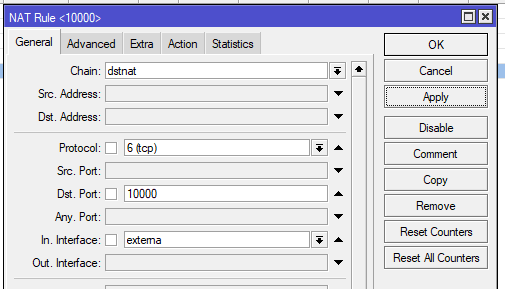 NAT Rule <10000>
General Advanced Extra Action Statistics
OK
Chain: dstnat
Cancel
Src. Address:
Apply
Dst. Address:
Disable
Protocol: 6 (tcp)
Comment
Src. Port:
Copy
Dst. Port: 10000
Remove
Any. Port:
Reset Counters
In. Interface: externa
Reset All Counters
Out. Interface: